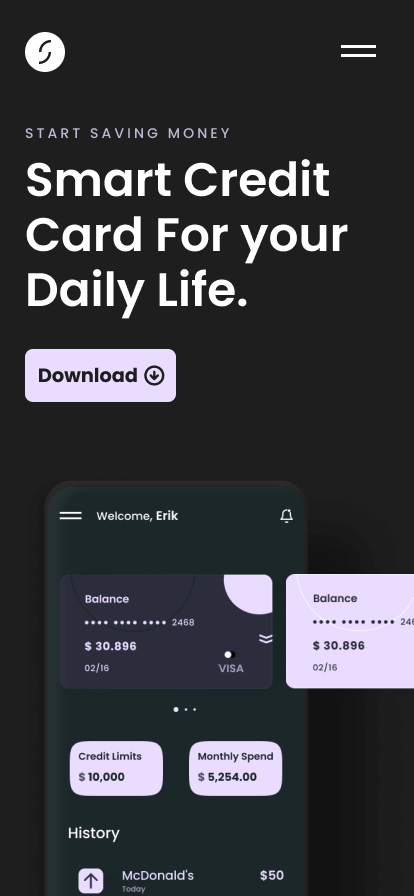 START SAVING MONEY
Smart Credit
Card For your
Daily Life.
Download
Welcome, Erik
Balance
•••• •••• •••• 2468
$ 30.896
02/16
VISA
Balance
•••• •••• ••••
$ 30.896
02/16
Credit Limits
$ 10,000
Monthly Spend
$ 5,254.00
History
McDonald's
$50
Today